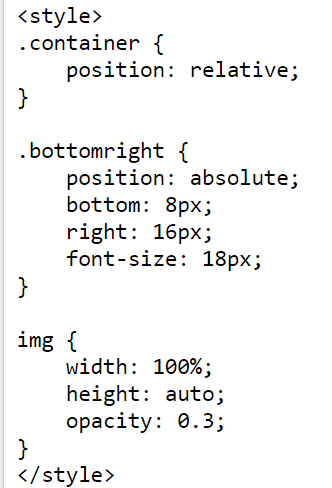 <style>
.container {
    position: relative;
}

.bottomright {
    position: absolute;
    bottom: 8px;
    right: 16px;
    font-size: 18px;
}

img {
    width: 100%;
    height: auto;
    opacity: 0.3;
}
</style>